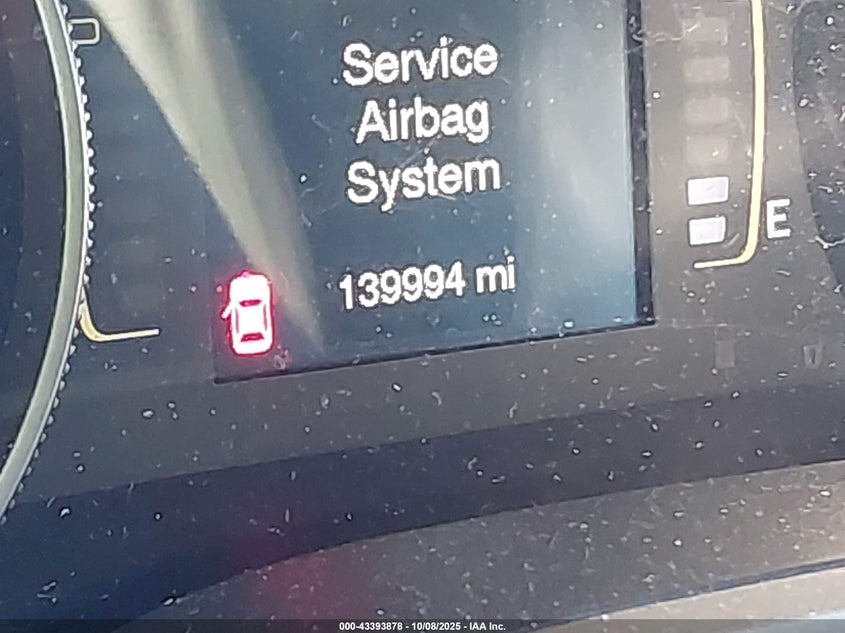 Service
Airbag
System
139994 mi
E
000-43393878 - 10/08/2025 - IAA Inc.